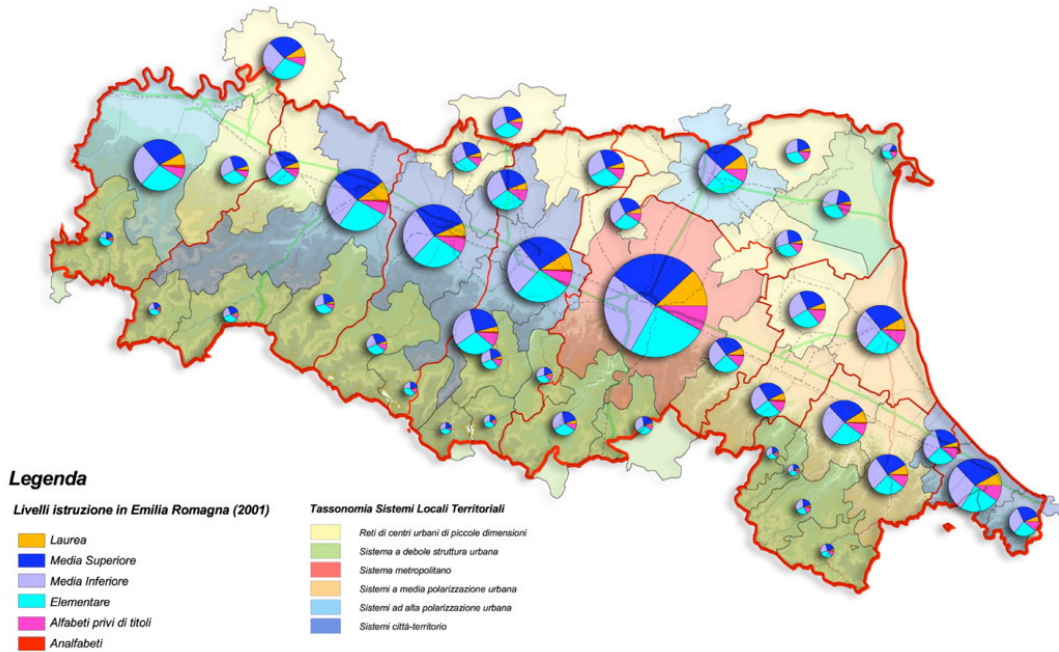 Legenda
Livelli istruzione in Emilia Romagna (2001)
Laurea
Media Superiore
Media Inferiore
Elementare
Alfabeti privi di titoli
Analfabeti
Tassonomia Sistemi Locali Territoriali
Reti di centri urbani di piccole dimensioni
Sistema a debole struttura urbana
Sistema metropolitano
Sistemi a media polarizzazione urbana
Sistemi ad alta polarizzazione urbana
Sistemi città-territorio